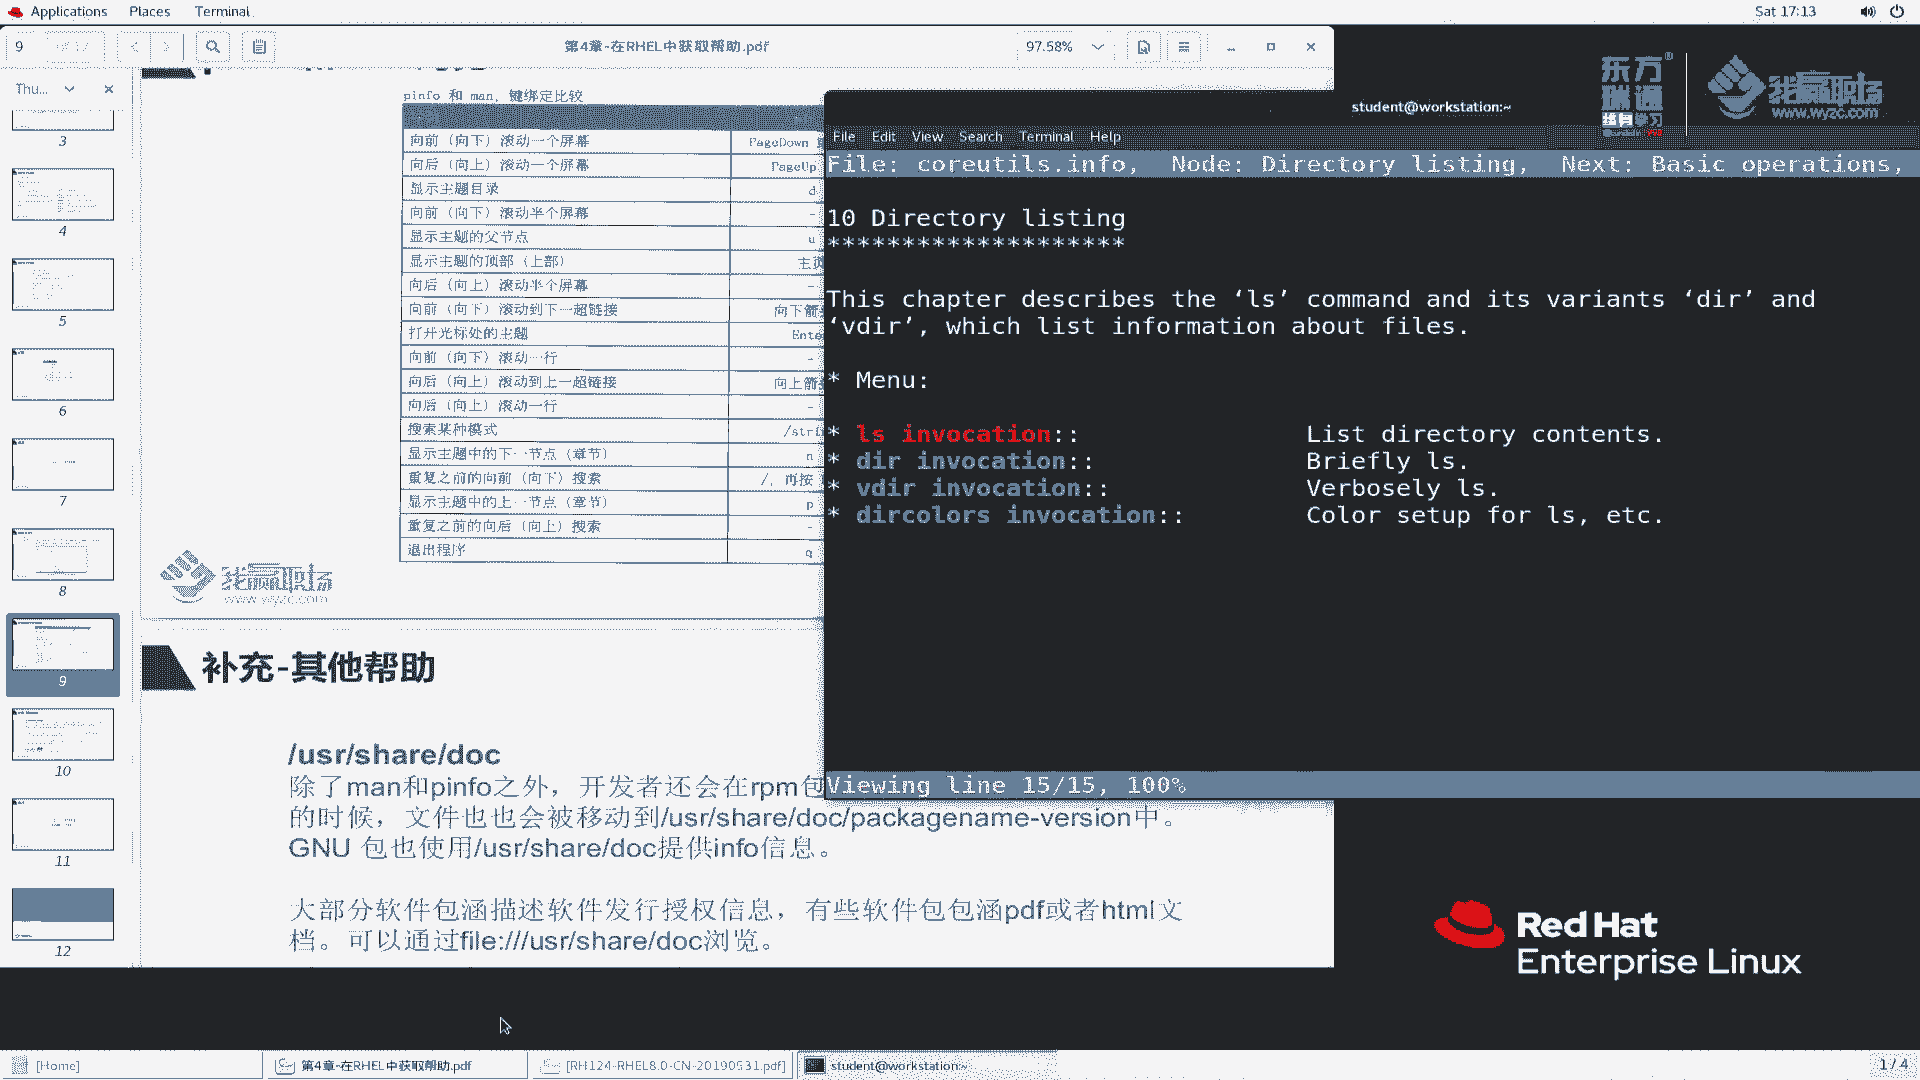 Applications Places Terminal
Sat 17:13
9
第4章-在RHEL中获取帮助.pdf
97.58%
Thu...
3
4
5
6
7
8
9
10
11
12
pinfo 和 man, 键绑定比较
向前（向下）滚动一个屏幕 PageDown
向后（向上）滚动一个屏幕 PageUp
显示主题目录 d
向前（向下）滚动半个屏幕 -
显示主题的父节点 u
显示主题的顶部（上部）
向后（向上）滚动半个屏幕 -
向前（向下）滚动到下一超链接
打开光标处的主题
向前（向下）滚动一行 -
向后（向上）滚动到上一超链接
向后（向上）滚动一行 -
搜索某种模式
显示主题中的下一节点（章节） n
重复之前的向前（向下）搜索
显示主题中的上一节点（章节） p
重复之前的向后（向上）搜索 -
退出程序 q
我赢职场
www.wyzc.com
补充-其他帮助
/usr/share/doc
除了man和pinfo之外，开发者还会在rpm包
的时候，文件也也会被移动到/usr/share/doc/packagename-version中。
GNU 包也使用/usr/share/doc提供info信息。
大部分软件包涵描述软件发行授权信息，有些软件包包涵pdf或者html文
档。可以通过file:///usr/share/doc浏览。
student@workstation:~
File Edit View Search Terminal Help
File: coreutils.info,  Node: Directory listing,  Next: Basic operations,
10 Directory listing
********************
This chapter describes the ‘ls’ command and its variants ‘dir’ and
‘vdir’, which list information about files.
* Menu:
* ls invocation:: List directory contents.
* dir invocation:: Briefly ls.
* vdir invocation:: Verbosely ls.
* dircolors invocation:: Color setup for ls, etc.
Viewing line 15/15, 100%
东方
瑞通
我赢职场
www.wyzc.com
Red Hat
Enterprise Linux
[Home]
第4章-在RHEL中获取帮助.pdf
[RH124-RHEL8.0-CN-20190531.pdf]
student@workstation:~
1 / 4